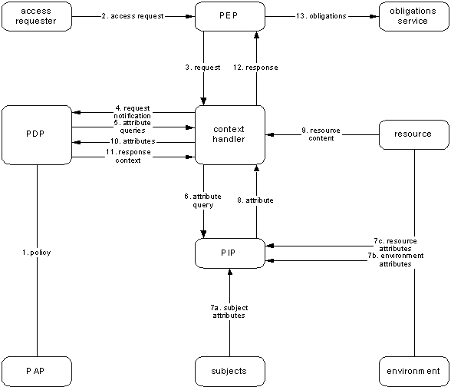 access
requester
2. access request
PEP
13. obligations
obligations
service
3. request
12. response
4. request
notification
5. attribute
queries
10. attributes
11. response
context
PDP
context
handler
9. resource
content
resource
6. attribute
query
8. attribute
1. policy
PIP
7c. resource
attributes
7b. environment
attributes
7a. subject
attributes
PAP
subjects
environment